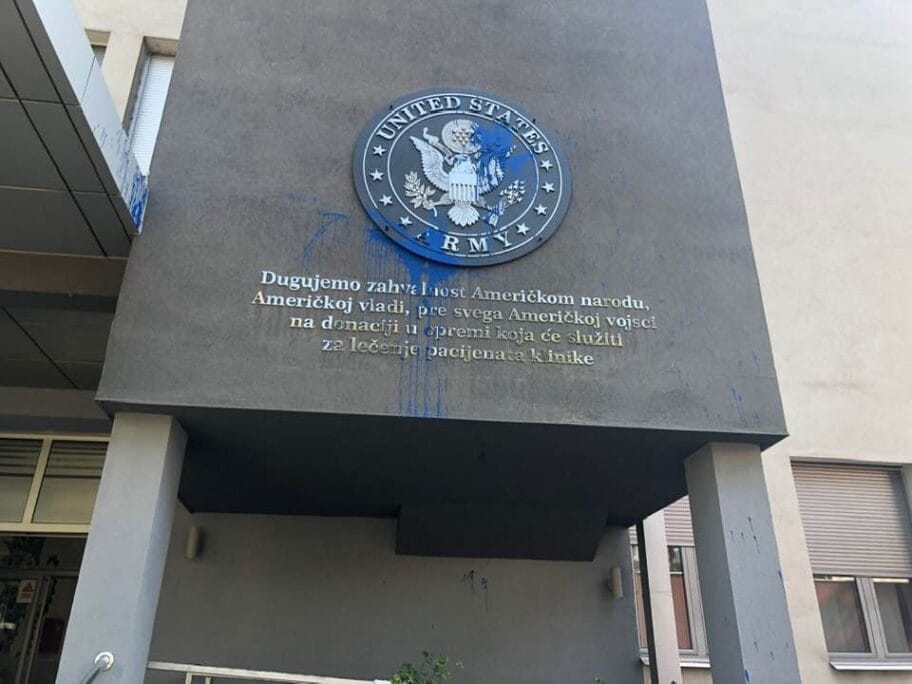 UNITED STATES
ARMY
Dugujemo zahvalnost Američkom narodu,
Američkoj vladi, pre svega Američkoj vojsci
na donaciji u opremi koja će služiti
za lečenje pacijenata klinike